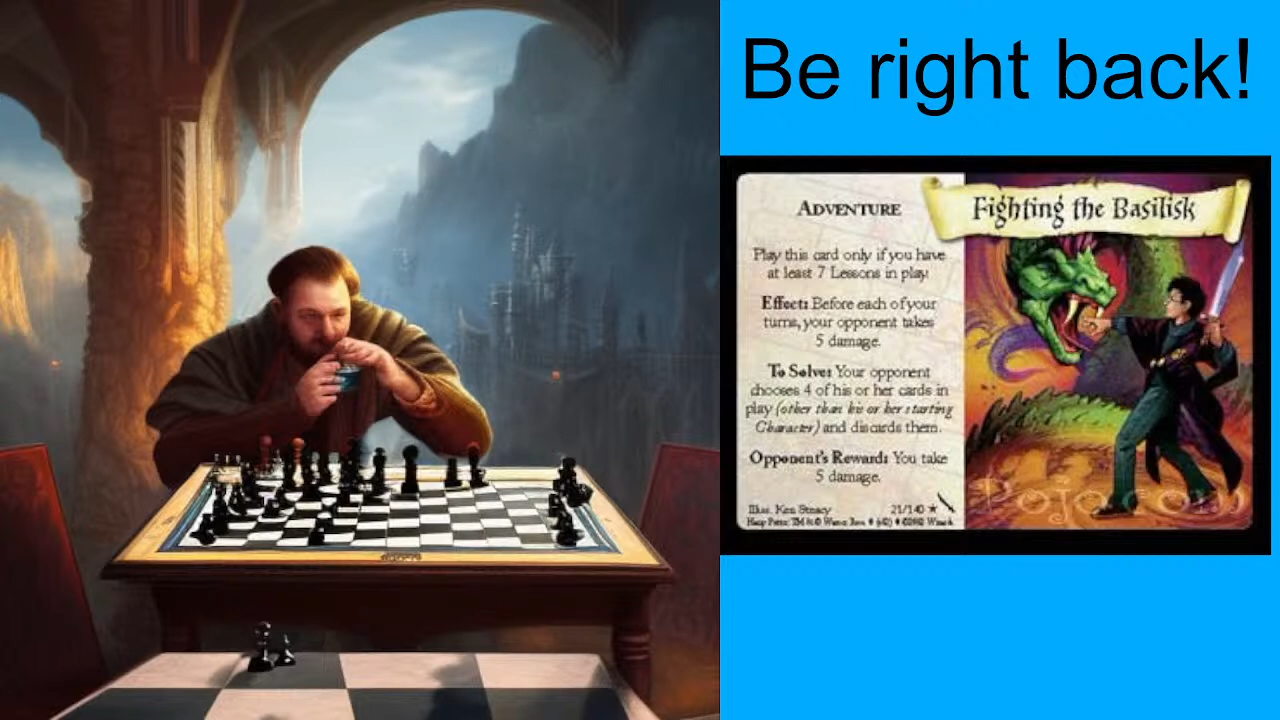 Be right back!
ADVENTURE
Fighting the Basilisk
Play this card only if you have
at least 7 Lessons in play.
Effect: Before each of your
turns, your opponent takes
5 damage.
To Solve: Your opponent
chooses 4 of his or her cards in
play (other than his or her starting
Character) and discards them.
Opponent's Reward: You take
5 damage.
Illus. Ken Steacy
21/140 ★
Pojo.com